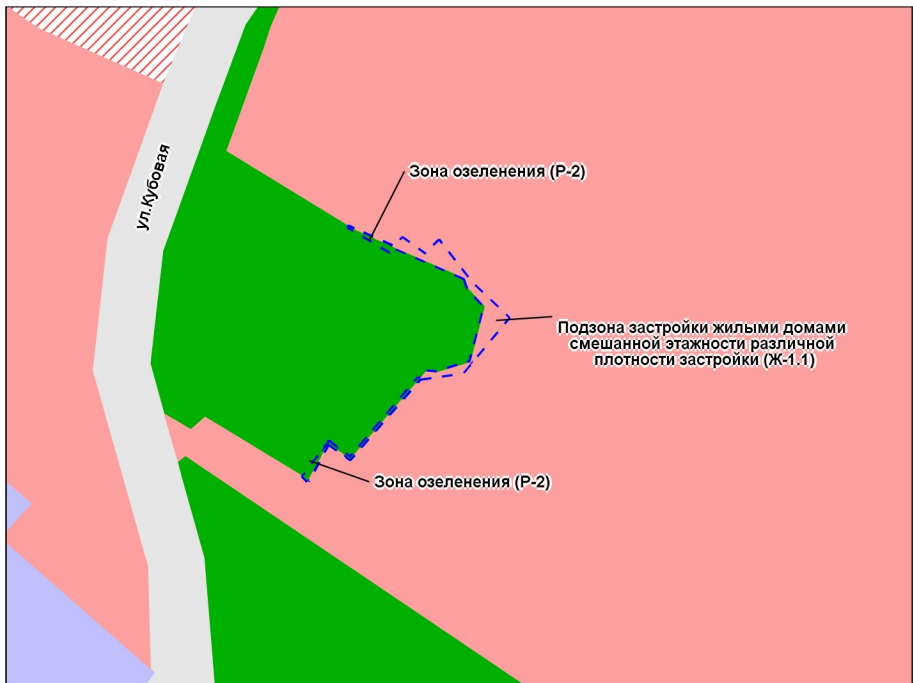 ул.Кубовая
Зона озеленения (Р-2)
Подзона застройки жилыми домами
смешанной этажности различной
плотности застройки (Ж-1.1)
Зона озеленения (Р-2)